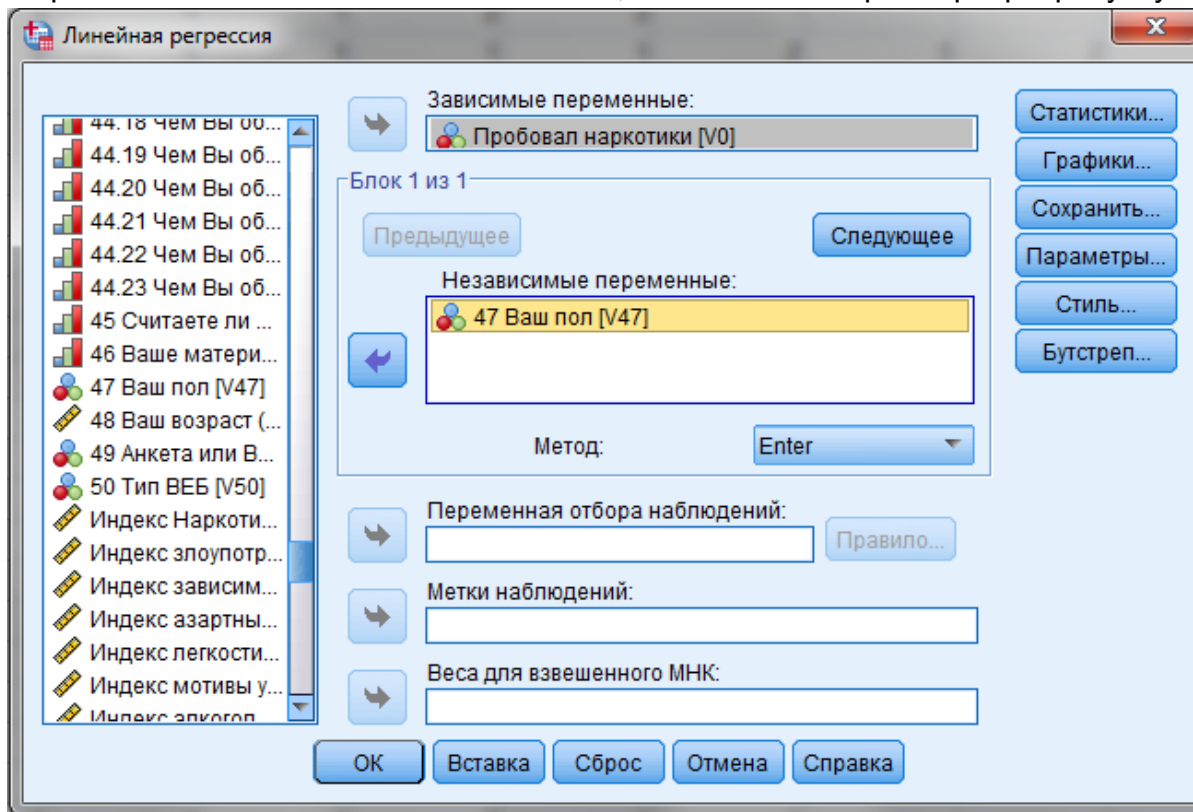 Линейная регрессия
44.18 Чем Вы об...
44.19 Чем Вы об...
44.20 Чем Вы об...
44.21 Чем Вы об...
44.22 Чем Вы об...
44.23 Чем Вы об...
45 Считаете ли ...
46 Ваше матери...
47 Ваш пол [V47]
48 Ваш возраст (...
49 Анкета или В...
50 Тип ВЕБ [V50]
Индекс Наркоти...
Индекс злоупотр...
Индекс зависим...
Индекс азартны...
Индекс легкости...
Индекс мотивы у...
Индекс алкогол...
Зависимые переменные:
Пробовал наркотики [V0]
Блок 1 из 1
Предыдущее
Следующее
Независимые переменные:
47 Ваш пол [V47]
Метод:
Enter
Переменная отбора наблюдений:
Правило...
Метки наблюдений:
Веса для взвешенного МНК:
Статистики...
Графики...
Сохранить...
Параметры...
Стиль...
Бутстреп...
ОК
Вставка
Сброс
Отмена
Справка